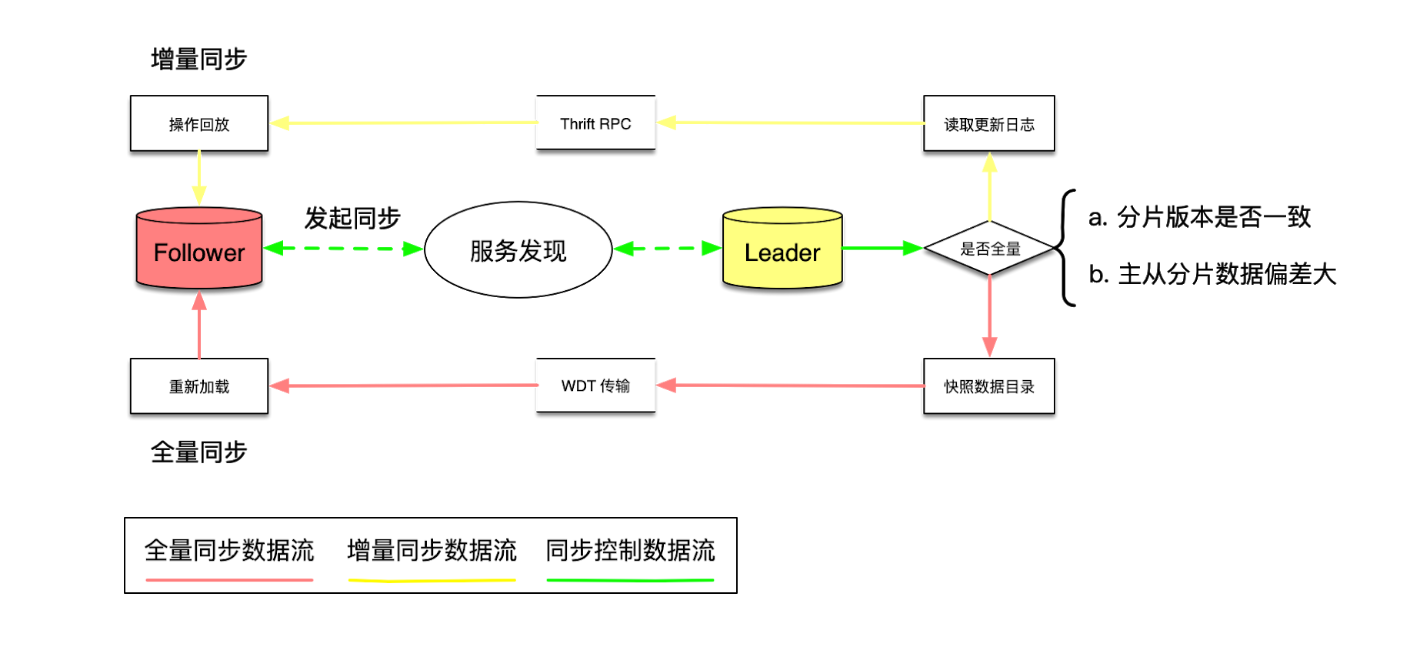 增量同步
操作回放
Thrift RPC
读取更新日志
发起同步
Follower
服务发现
Leader
是否全量
a. 分片版本是否一致
b. 主从分片数据偏差大
重新加载
WDT 传输
快照数据目录
全量同步
全量同步数据流
增量同步数据流
同步控制数据流